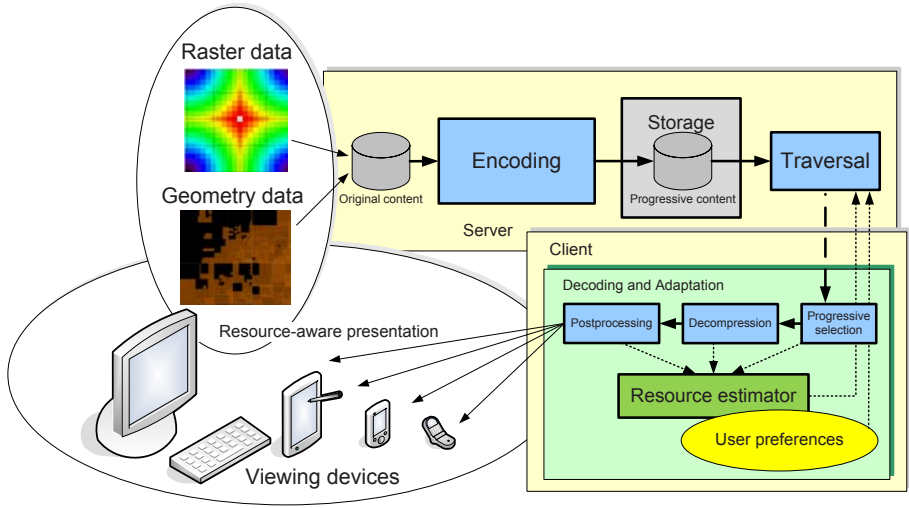 Raster data
Geometry data
Original content
Encoding
Storage
Progressive content
Traversal
Server
Client
Decoding and Adaptation
Postprocessing
Decompression
Progressive
selection
Resource estimator
User preferences
Resource-aware presentation
Viewing devices